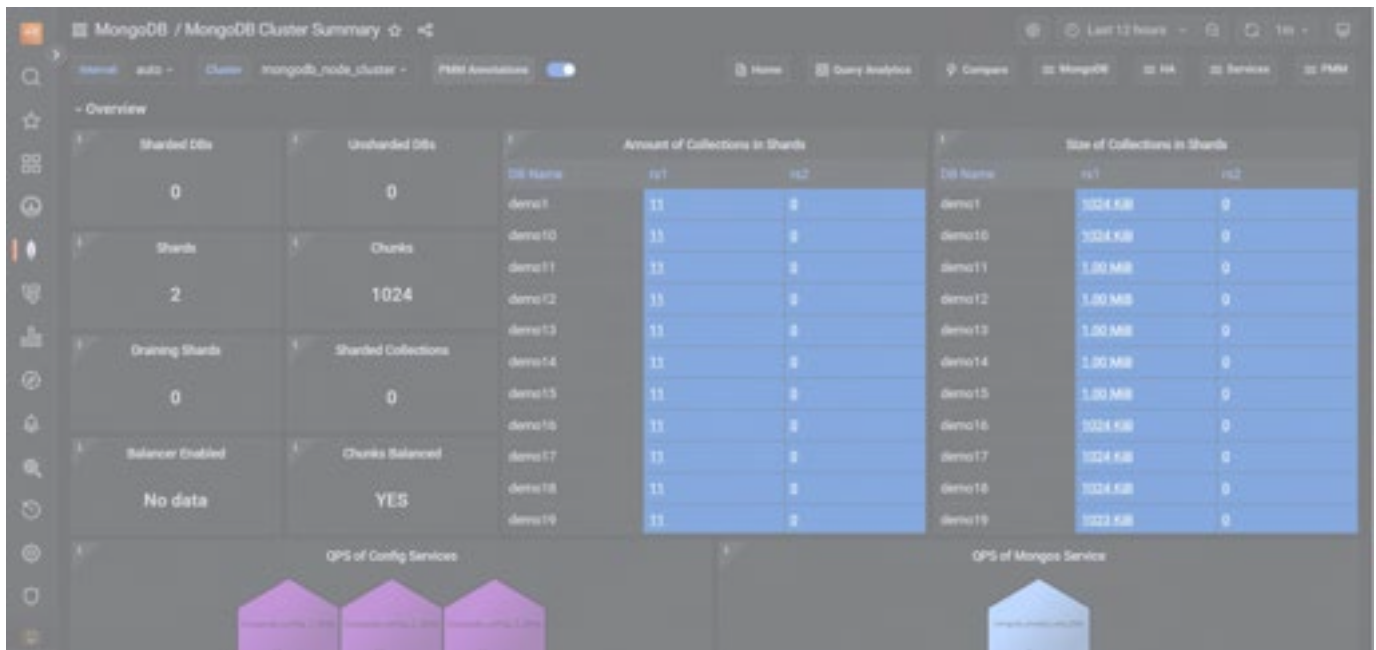 MongoDB / MongoDB Cluster Summary
Last 12 hours
1m
Interval auto
Cluster mongodb_node_cluster
PMM Annotations
Home
Query Analytics
Compare
MongoDB
HA
Services
PMM
Overview
Sharded DBs
0
Unsharded DBs
0
Shards
2
Chunks
1024
Draining Shards
0
Sharded Collections
0
Balancer Enabled
No data
Chunks Balanced
YES
Amount of Collections in Shards
DB Name rs1 rs2
demo1 11 0
demo10 11 0
demo11 11 0
demo12 11 0
demo13 11 0
demo14 11 0
demo15 11 0
demo16 11 0
demo17 11 0
demo18 11 0
demo19 11 0
Size of Collections in Shards
DB Name rs1 rs2
demo1 1024 KiB 0
demo10 1024 KiB 0
demo11 1.00 MiB 0
demo12 1.00 MiB 0
demo13 1.00 MiB 0
demo14 1.00 MiB 0
demo15 1.00 MiB 0
demo16 1024 KiB 0
demo17 1024 KiB 0
demo18 1024 KiB 0
demo19 1023 KiB 0
QPS of Config Services
QPS of Mongos Service